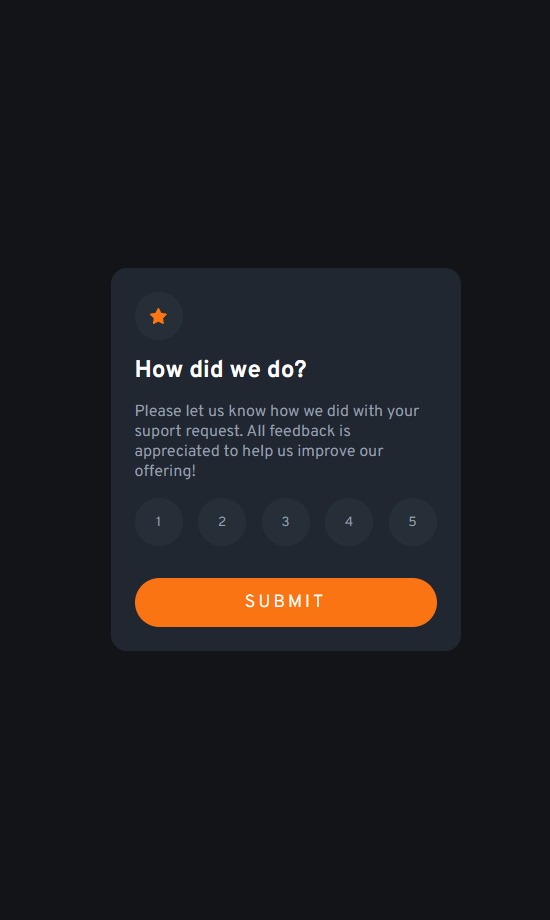 How did we do?
Please let us know how we did with your
suport request. All feedback is
appreciated to help us improve our
offering!
1 2 3 4 5
SUBMIT